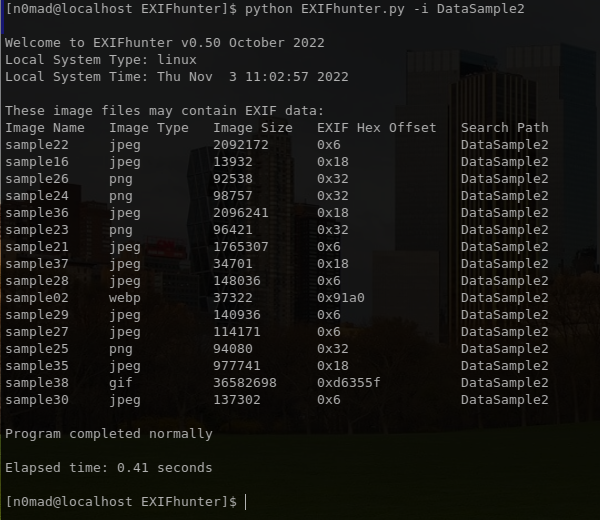 [n0mad@localhost EXIFhunter]$ python EXIFhunter.py -i DataSample2
Welcome to EXIFhunter v0.50 October 2022
Local System Type: linux
Local System Time: Thu Nov  3 11:02:57 2022
These image files may contain EXIF data:
Image Name   Image Type   Image Size   EXIF Hex Offset   Search Path
sample22     jpeg         2092172      0x6               DataSample2
sample16     jpeg         13932        0x18              DataSample2
sample26     png          92538        0x32              DataSample2
sample24     png          98757        0x32              DataSample2
sample36     jpeg         2096241      0x18              DataSample2
sample23     png          96421        0x32              DataSample2
sample21     jpeg         1765307      0x6               DataSample2
sample37     jpeg         34701        0x18              DataSample2
sample28     jpeg         148036       0x6               DataSample2
sample02     webp         37322        0x91a0            DataSample2
sample29     jpeg         140936       0x6               DataSample2
sample27     jpeg         114171       0x6               DataSample2
sample25     png          94080        0x32              DataSample2
sample35     jpeg         977741       0x18              DataSample2
sample38     gif          36582698     0xd6355f          DataSample2
sample30     jpeg         137302       0x6               DataSample2
Program completed normally
Elapsed time: 0.41 seconds
[n0mad@localhost EXIFhunter]$